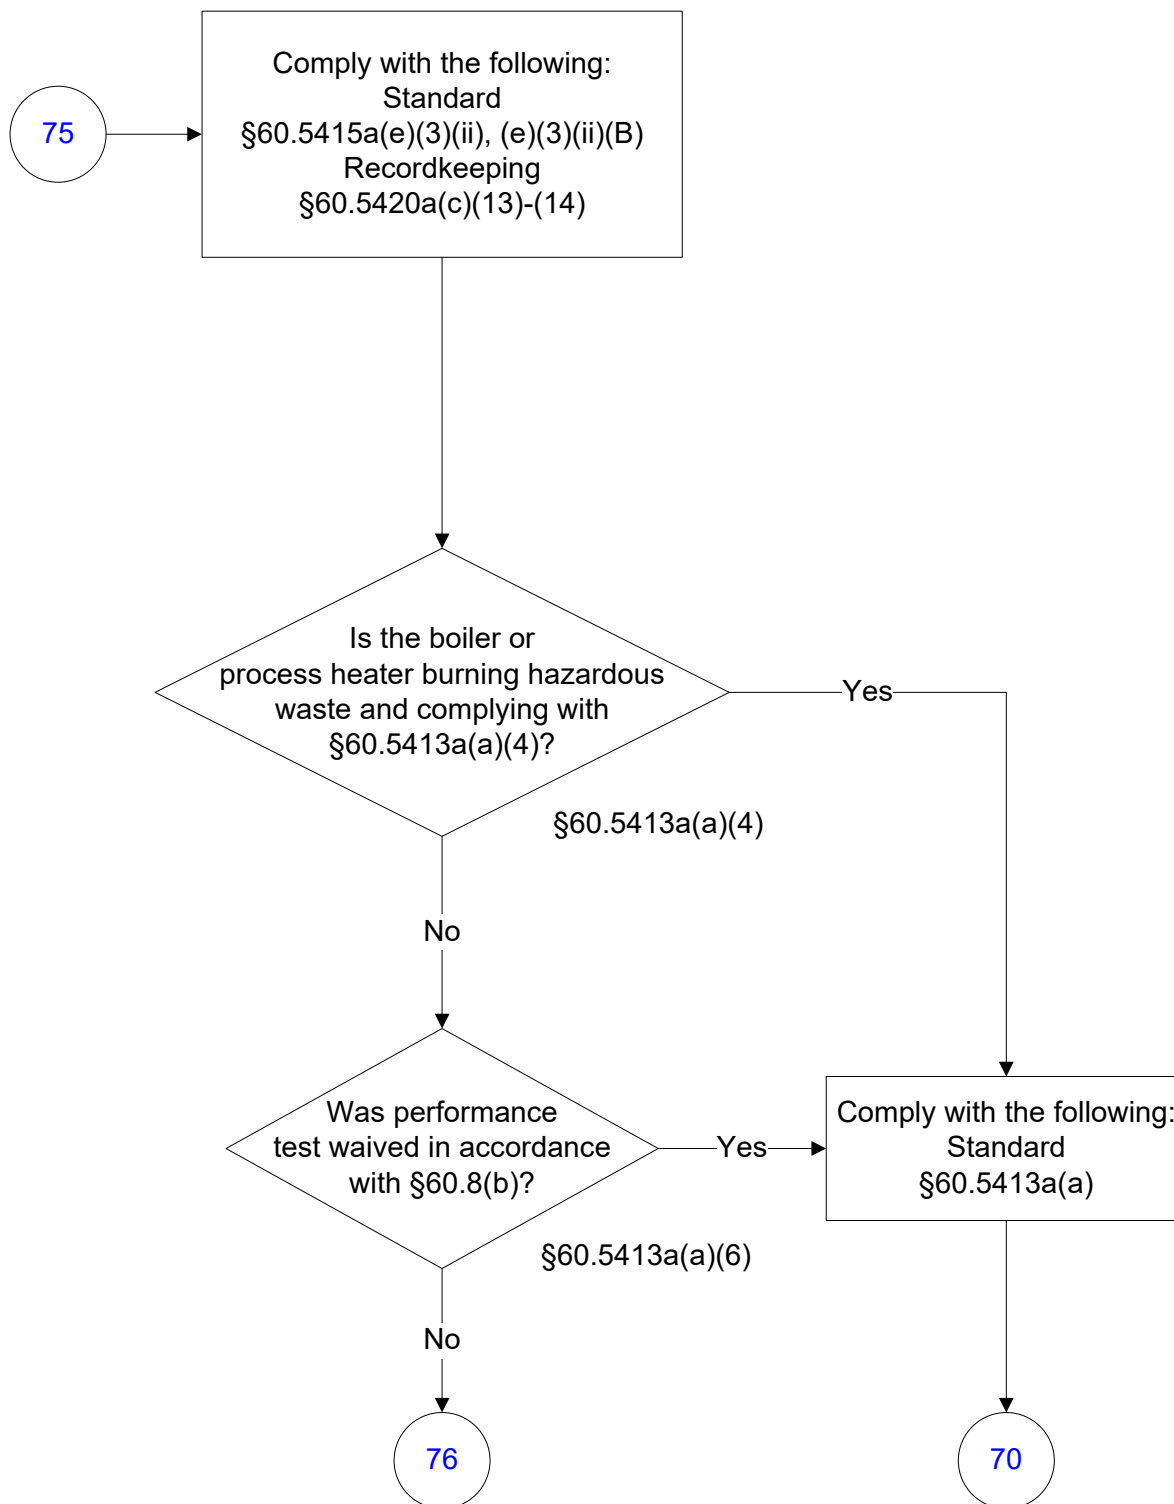 Comply with the following:
Standard
§60.5415a(e)(3)(ii), (e)(3)(ii)(B)
Recordkeeping
§60.5420a(c)(13)-(14)
75
Is the boiler or
process heater burning hazardous
waste and complying with
§60.5413a(a)(4)?
Yes
§60.5413a(a)(4)
No
Was performance
test waived in accordance
with §60.8(b)?
Yes
Comply with the following:
Standard
§60.5413a(a)
§60.5413a(a)(6)
No
76
70